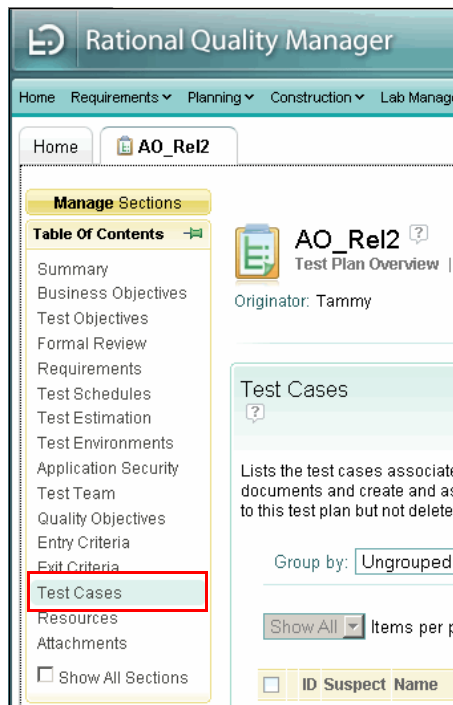 Rational Quality Manager
Home Requirements Planning Construction Lab
Home AO_Rel2
Manage Sections
Table Of Contents
Summary
Business Objectives
Test Objectives
Formal Review
Requirements
Test Schedules
Test Estimation
Test Environments
Application Security
Test Team
Quality Objectives
Entry Criteria
Exit Criteria
Test Cases
Resources
Attachments
Show All Sections
AO_Rel2 ?
Test Plan Overview |
Originator: Tammy
Test Cases
?
Lists the test cases
documents and create and
to this test plan but not delete
Group by: Ungrouped
Show All Items per
ID Suspect Name